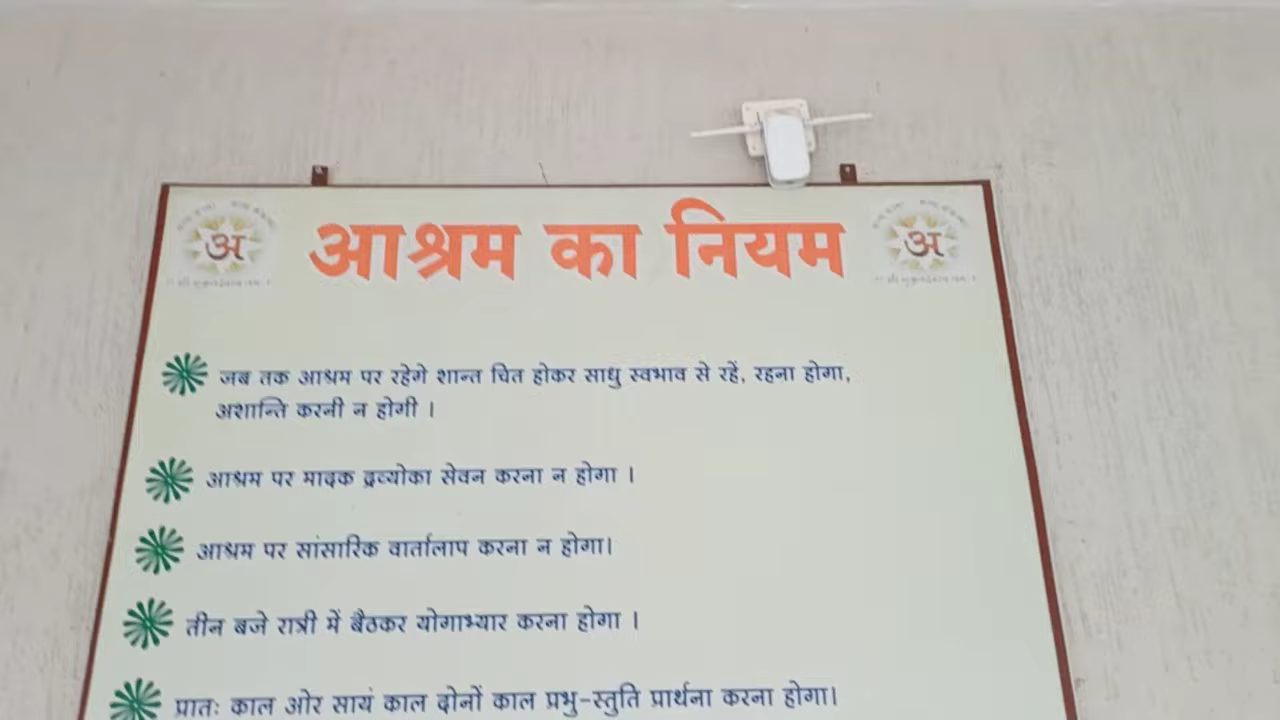 अ
आश्रम का नियम
अ
जब तक आश्रम पर रहेगे शान्त चित होकर साधु स्वभाव से रहें, रहना होगा,
अशान्ति करनी न होगी ।
आश्रम पर मादक द्रव्योका सेवन करना न होगा ।
आश्रम पर सांसारिक वार्तालाप करना न होगा।
तीन बजे रात्री में बैठकर योगाभ्यार करना होगा ।
प्रातः काल ओर सायं काल दोनों काल प्रभु-स्तुति प्रार्थना करना होगा।